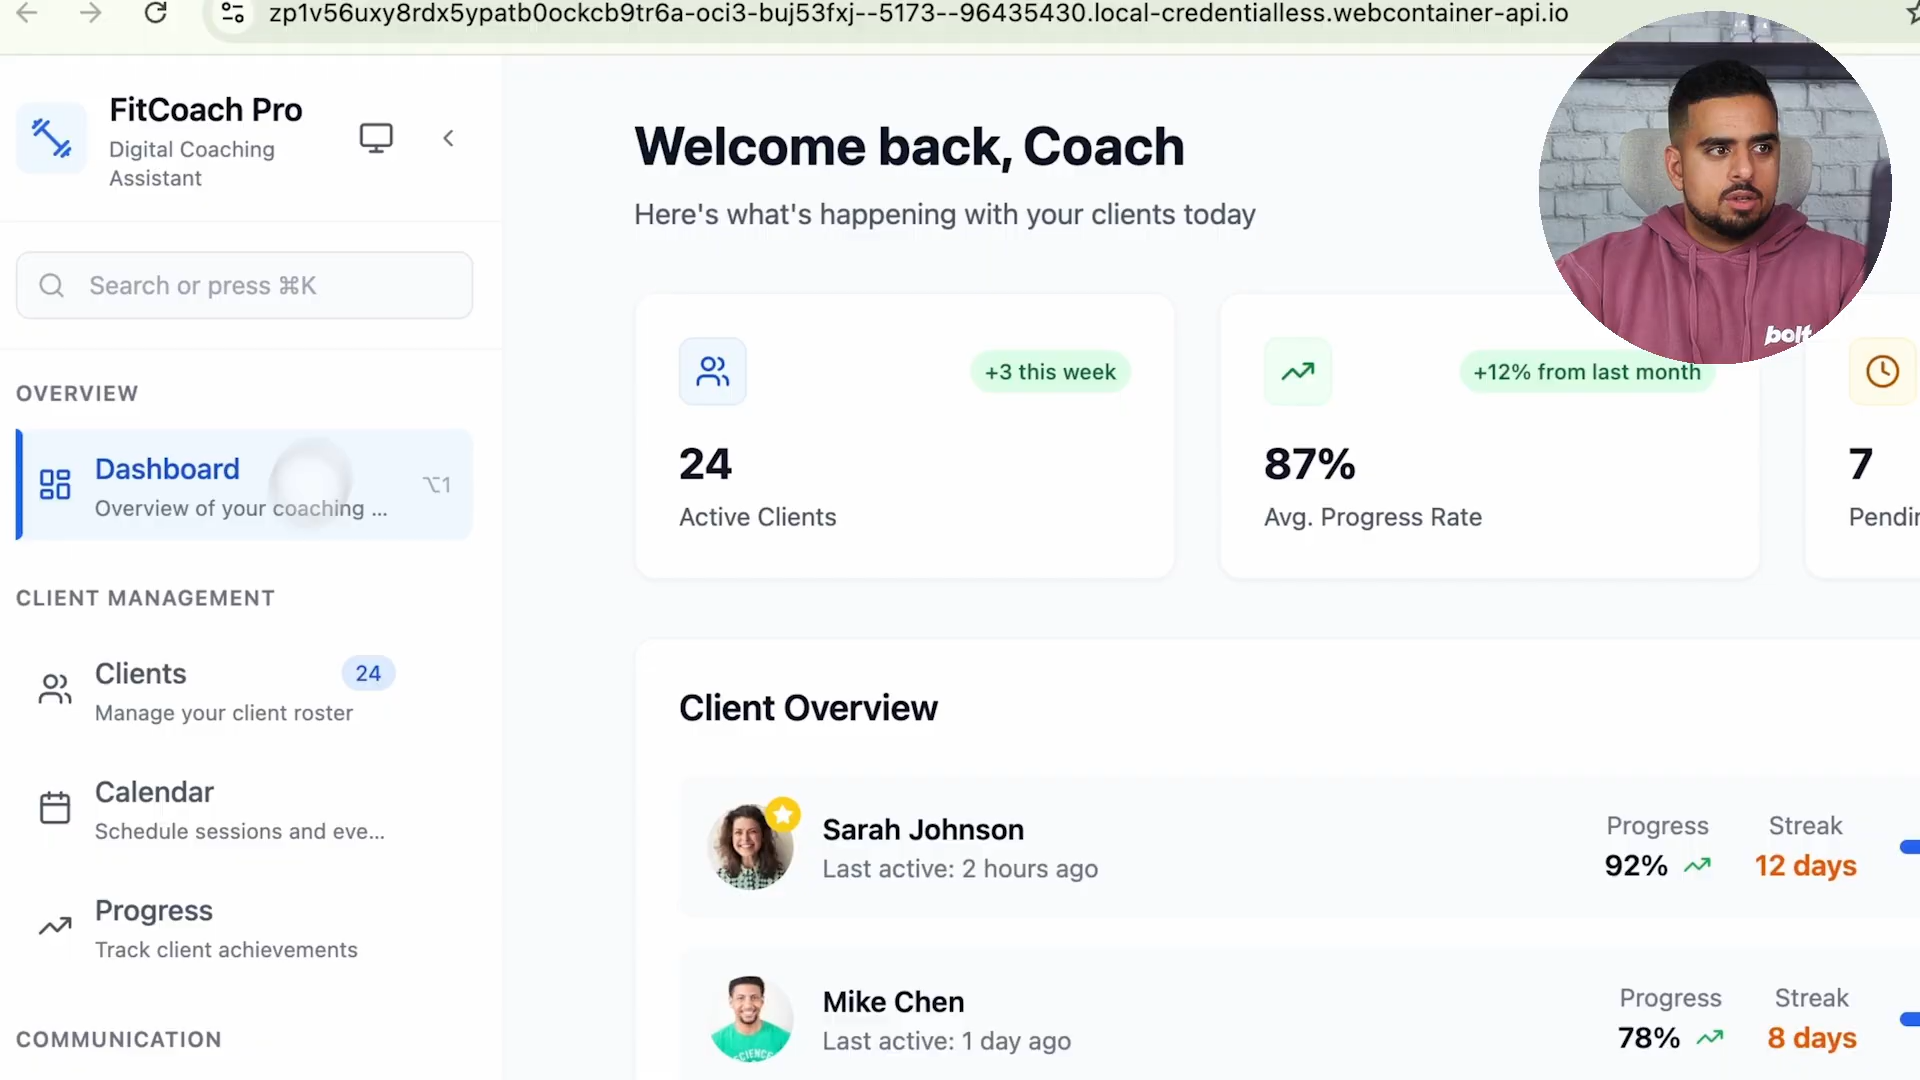 zp1v56uxy8rdx5ypatb0ockcb9tr6a-oci3-buj53fxj--5173--96435430.local-credentialless.webcontainer-api.io
FitCoach Pro
Digital Coaching
Assistant
Search or press ⌘K
OVERVIEW
Dashboard
Overview of your coaching ...
⌥1
CLIENT MANAGEMENT
Clients
24
Manage your client roster
Calendar
Schedule sessions and eve...
Progress
Track client achievements
COMMUNICATION
Welcome back, Coach
Here's what's happening with your clients today
+3 this week
24
Active Clients
+12% from last month
87%
Avg. Progress Rate
7
Client Overview
Sarah Johnson
Last active: 2 hours ago
Progress
92%
Streak
12 days
Mike Chen
Last active: 1 day ago
Progress
78%
Streak
8 days
bolt
SCIENCE